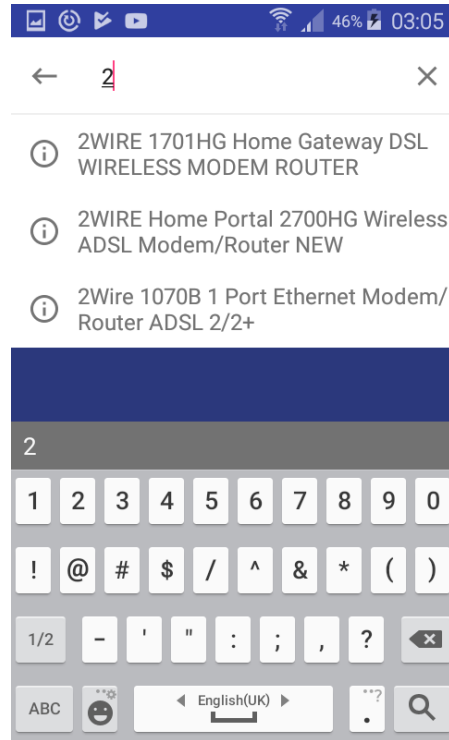 46% 03:05
2
2WIRE 1701HG Home Gateway DSL
WIRELESS MODEM ROUTER
2WIRE Home Portal 2700HG Wireless
ADSL Modem/Router NEW
2Wire 1070B 1 Port Ethernet Modem/
Router ADSL 2/2+
2
1 2 3 4 5 6 7 8 9 0
! @ # $ / ^ & * ( )
1/2 - ' " : ; , ?
ABC English(UK) . ?